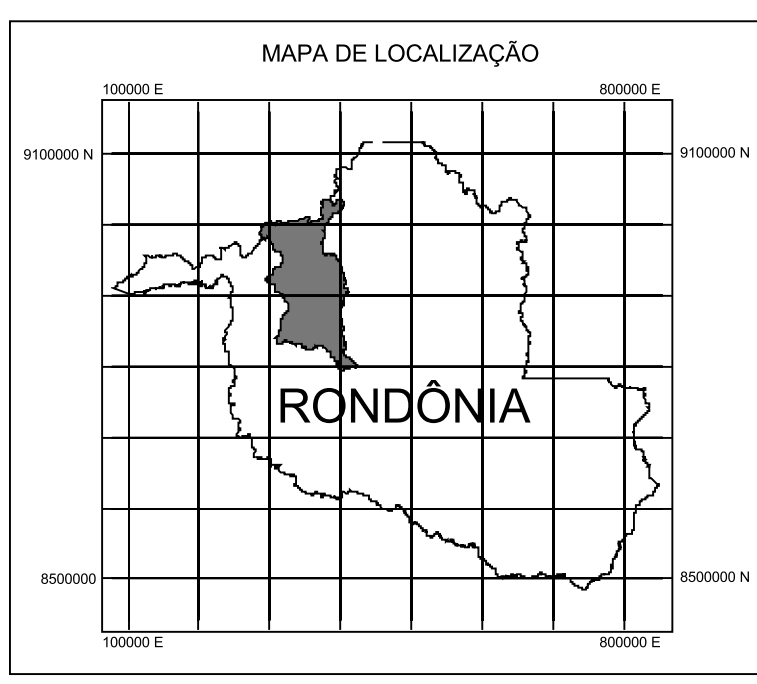 MAPA DE LOCALIZAÇÃO
100000 E
800000 E
9100000 N
9100000 N
RONDÔNIA
8500000
8500000 N
100000 E
800000 E